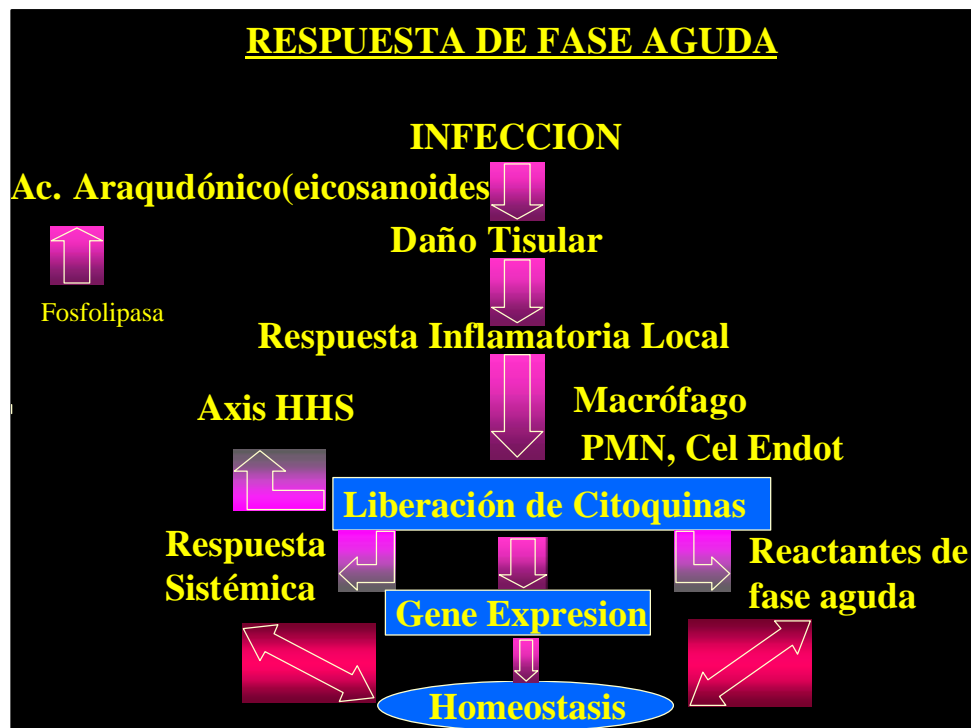 RESPUESTA DE FASE AGUDA
INFECCION
Ac. Araqudónico(eicosanoides
Daño Tisular
Fosfolipasa
Respuesta Inflamatoria Local
Axis HHS
Macrófago
PMN, Cel Endot
Liberación de Citoquinas
Respuesta
Sistémica
Reactantes de
fase aguda
Gene Expresion
Homeostasis